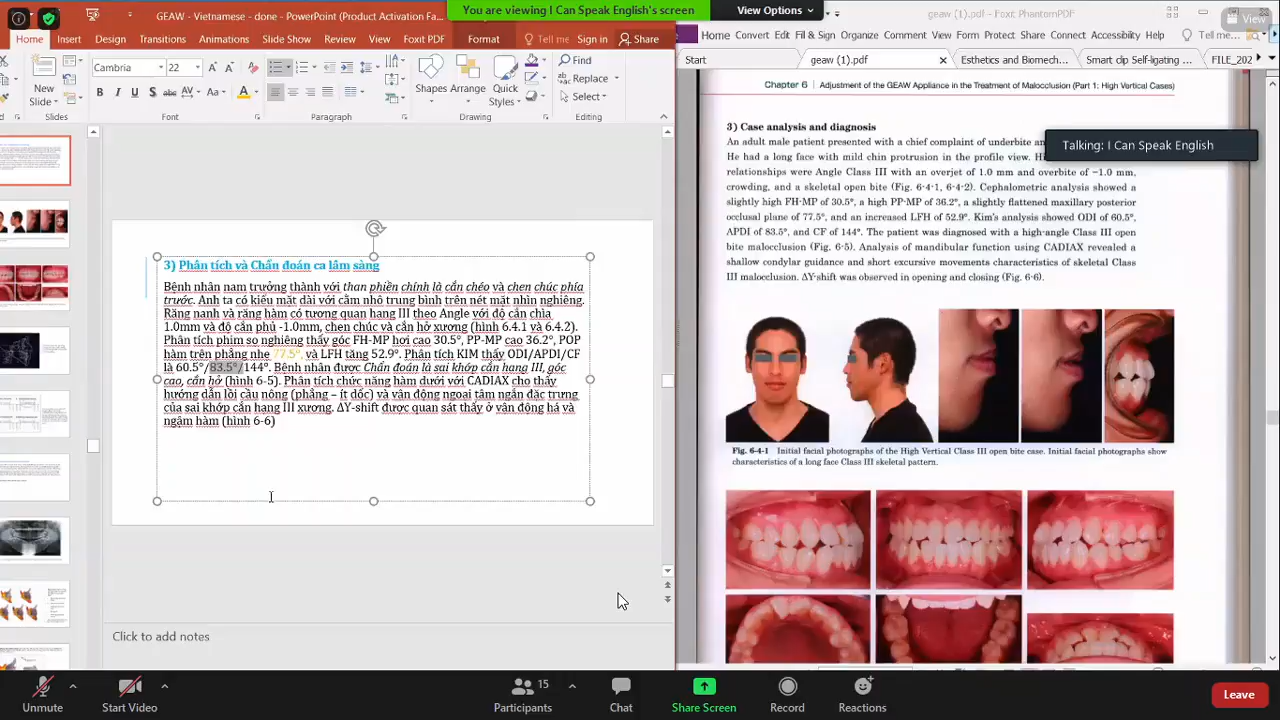 GEAW - Vietnamese - done - PowerPoint (Product Activation Fa...
You are viewing I Can Speak English's screen
View Options
geaw (1).pdf - Foxit PhantomPDF
View
Home Insert Design Transitions Animations Slide Show Review View Foxit PDF Format Tell me Sign in Share
Home Convert Edit Organize Comment View Form Protect Share Connect Accessibility Help Tell me...
Start geaw (1).pdf Esthetics and Biomech... Smart clip Self-ligating ... FILE_202
Cambria 22
Find
Replace
Select
New Slide
Shapes Arrange Quick Styles
Slides Font Paragraph Drawing Editing
3) Phân tích và Chẩn đoán ca lâm sàng
Bệnh nhân nam trưởng thành với than phiền chính là cắn chéo và chen chúc phía
trước. Anh ta có kiểu mặt dài với cằm nhô trung bình trên nét mặt nhìn nghiêng.
Răng nanh và răng hàm có tương quan hạng III theo Angle với độ cắn chìa
1.0mm và độ cắn phủ -1.0mm, chen chúc và cắn hở xương (hình 6.4.1 và 6.4.2).
Phân tích phim sọ nghiêng thấy góc FH-MP hơi cao 30.5°, PP-MP cao 36.2°, POP
hàm trên phẳng nhẹ 77.5°, và LFH tăng 52.9°. Phân tích KIM thấy ODI/APDI/CF
là 60.5°/83.5°/144°. Bệnh nhân được Chẩn đoán là sai khớp cắn hạng III, góc
cao, cắn hở (hình 6-5). Phân tích chức năng hàm dưới với CADIAX cho thấy
hướng dẫn lồi cầu nông (phẳng – ít dốc) và vận động ngoại tâm ngắn đặc trưng
của sai khớp cắn hạng III xương. ΔY-shift được quan sát thấy ở vận động há và
ngậm hàm (hình 6-6)
Click to add notes
Chapter 6 | Adjustment of the GEAW Appliance in the Treatment of Malocclusion (Part 1: High Vertical Cases)
3) Case analysis and diagnosis
An adult male patient presented with a chief complaint of underbite an
He had a long face with mild chin protrusion in the profile view. H
relationships were Angle Class III with an overjet of 1.0 mm and overbite of −1.0 mm,
crowding, and a skeletal open bite (Fig. 6-4-1, 6-4-2). Cephalometric analysis showed a
slightly high FH-MP of 30.5°, a high PP-MP of 36.2°, a slightly flattened maxillary posterior
occlusal plane of 77.5°, and an increased LFH of 52.9°. Kim's analysis showed ODI of 60.5°,
APDI of 83.5°, and CF of 144°. The patient was diagnosed with a high-angle Class III open
bite malocclusion (Fig. 6-5). Analysis of mandibular function using CADIAX revealed a
shallow condylar guidance and short excursive movements characteristics of skeletal Class
III malocclusion. ΔY-shift was observed in opening and closing (Fig. 6-6).
Talking: I Can Speak English
Fig. 6-4-1 Initial facial photographs of the High Vertical Class III open bite case. Initial facial photographs show
characteristics of a long face Class III skeletal pattern.
Unmute Start Video 15 Participants Chat Share Screen Record Reactions Leave